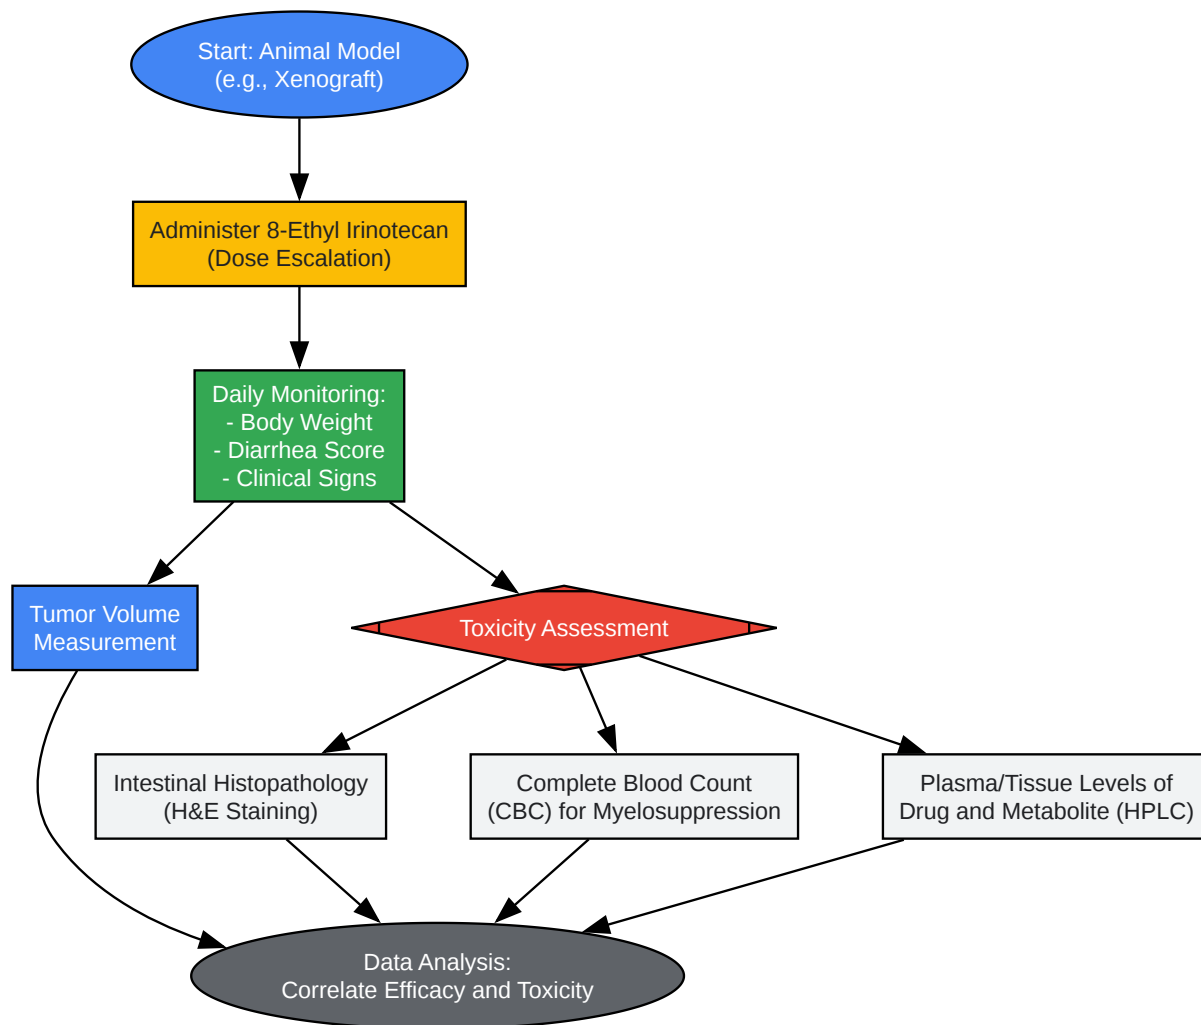 Start: Animal Model
(e.g., Xenograft)
Administer 8-Ethyl Irinotecan
(Dose Escalation)
Daily Monitoring:
- Body Weight
- Diarrhea Score
- Clinical Signs
Tumor Volume
Measurement
Toxicity Assessment
Intestinal Histopathology
(H&E Staining)
Complete Blood Count
(CBC) for Myelosuppression
Plasma/Tissue Levels of
Drug and Metabolite (HPLC)
Data Analysis:
Correlate Efficacy and Toxicity